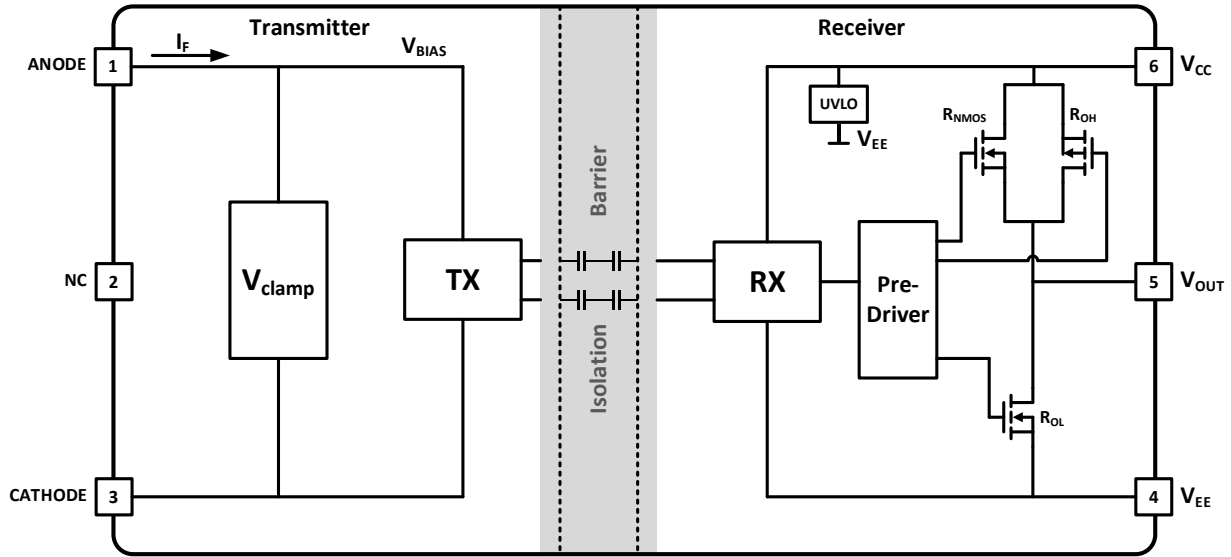 Transmitter
Receiver
I_F
V_BIAS
ANODE
1
6
V_CC
UVLO
V_EE
R_NMOS
R_OH
Barrier
NC
2
V_clamp
TX
RX
Pre-
Driver
5
V_OUT
Isolation
R_OL
CATHODE
3
4
V_EE